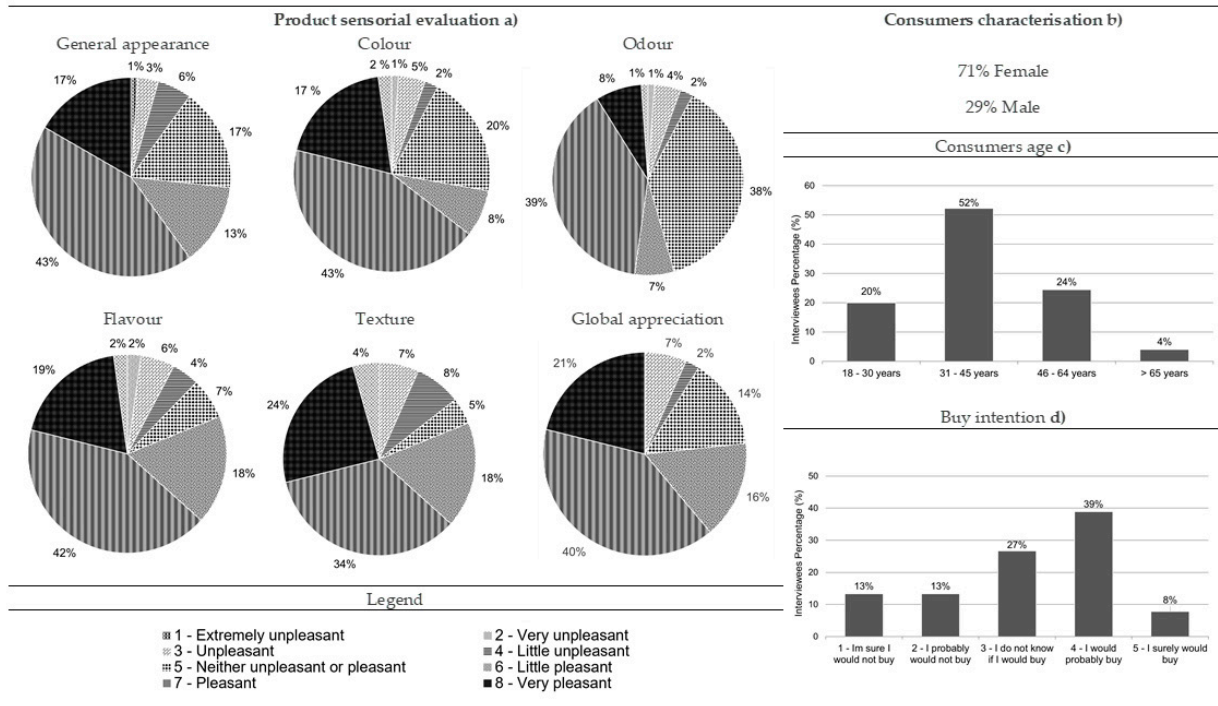 Product sensorial evaluation a)
General appearance
1%
3%
6%
17%
13%
43%
17%
Colour
2 %
1%
5%
2%
20%
8%
43%
17%
Odour
1%
1%
4%
2%
38%
7%
39%
8%
Flavour
2%
2%
6%
4%
7%
18%
42%
19%
Texture
4%
7%
8%
5%
18%
34%
24%
Global appreciation
7%
2%
14%
16%
40%
21%
Legend
1 - Extremely unpleasant
2 - Very unpleasant
3 - Unpleasant
4 - Little unpleasant
5 - Neither unpleasant or pleasant
6 - Little pleasant
7 - Pleasant
8 - Very pleasant
Consumers characterisation b)
71% Female
29% Male
Consumers age c)
Interviewees Percentage (%)
60
50
40
30
20
10
0
20%
52%
24%
4%
18 - 30 years
31 - 45 years
46 - 64 years
> 65 years
Buy intention d)
Interviewees Percentage (%)
50
40
30
20
10
0
13%
13%
27%
39%
8%
1 - Im sure I
would not buy
2 - I probably
would not buy
3 - I do not know
if I would buy
4 - I would
probably buy
5 - I surely would
buy